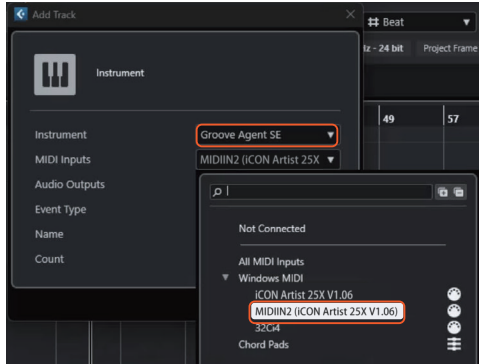 Add Track
Beat
tz - 24 bit Project Frame
Instrument
49 57
Instrument Groove Agent SE
MIDI Inputs MIDIIN2 (iCON Artist 25X
Audio Outputs
Event Type
Name
Count
Not Connected
All MIDI Inputs
Windows MIDI
iCON Artist 25X V1.06
MIDIIN2 (iCON Artist 25X V1.06)
32Ci4
Chord Pads